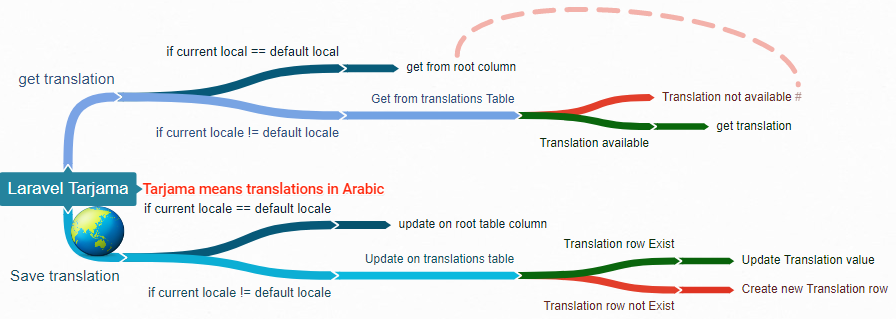 if current local == default local
get from root column
get translation
Get from translations Table
Translation not available #
get translation
if current locale != default locale
Translation available
Laravel Tarjama
Tarjama means translations in Arabic
if current locale == default locale
update on root table column
Translation row Exist
Update on translations table
Update Translation value
Save translation
Create new Translation row
if current locale != default locale
Translation row not Exist